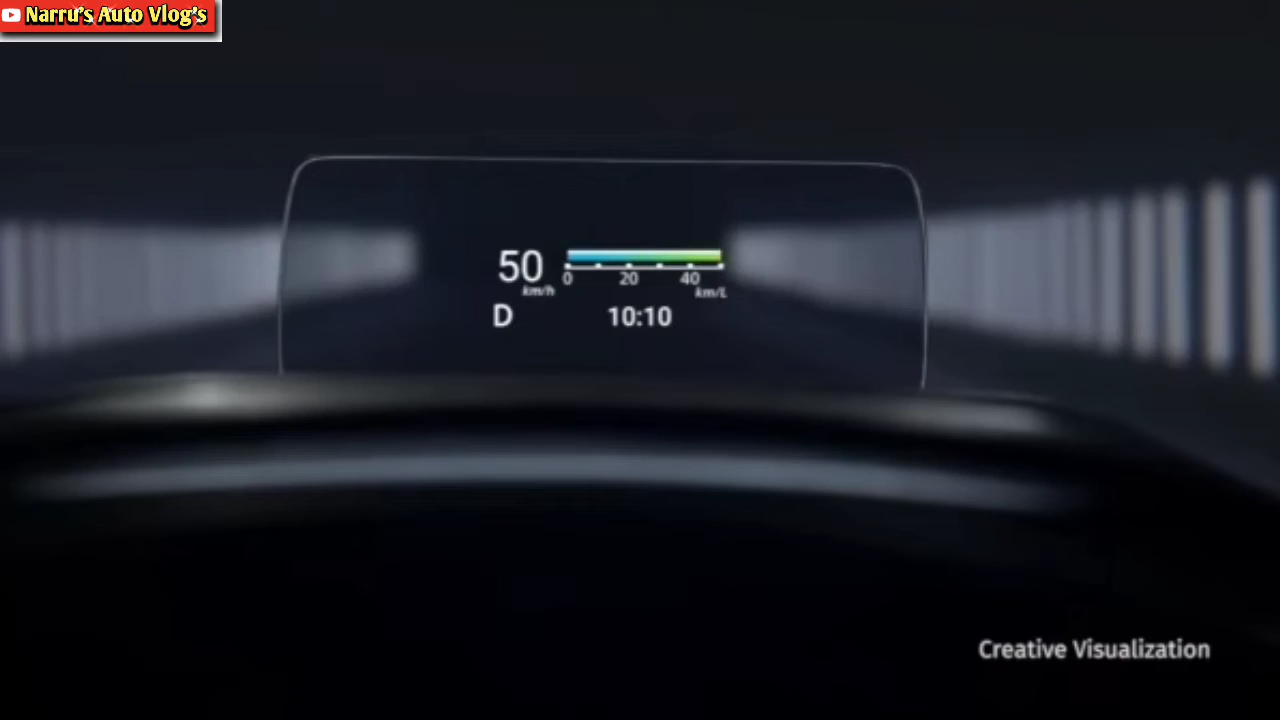 Narru's Auto Vlog's
50 km/h
0 20 40 km/L
D 10:10
Creative Visualization